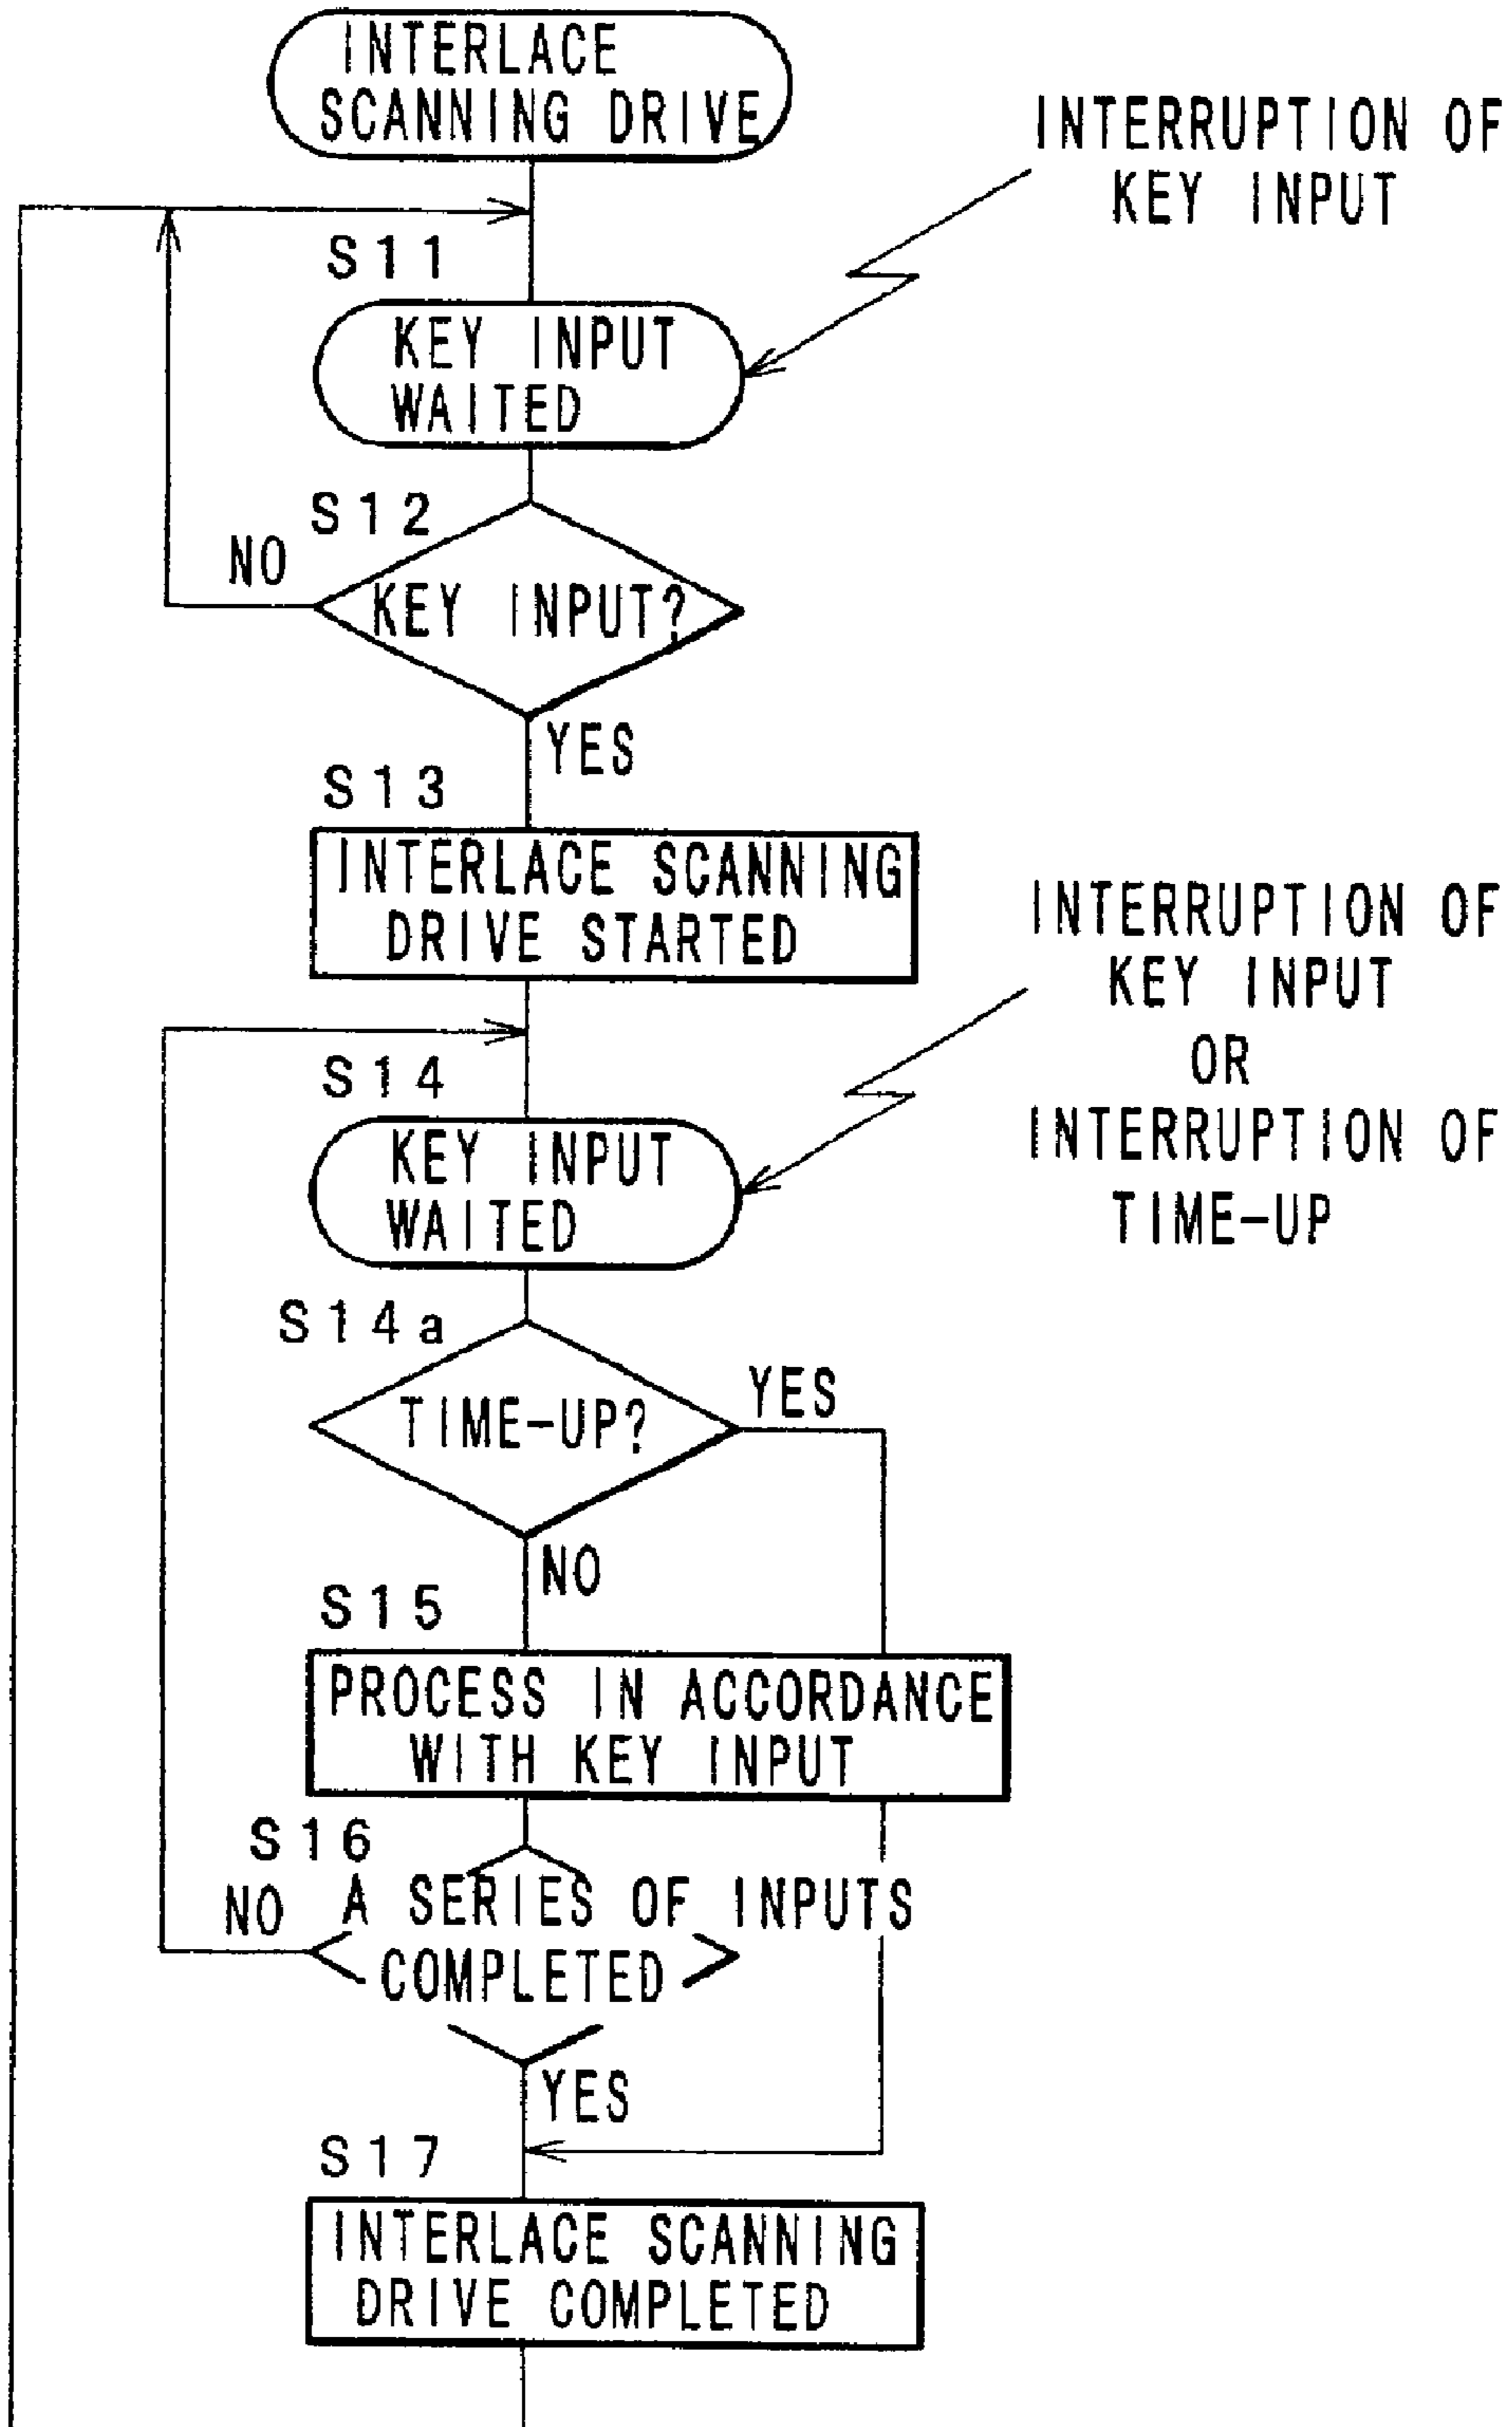 INTERLACE
SCANNING DRIVE
INTERRUPTION OF
KEY INPUT
S11
KEY INPUT
WAITED
S12
NO
KEY INPUT?
YES
S13
INTERLACE SCANNING
DRIVE STARTED
INTERRUPTION OF
KEY INPUT
OR
INTERRUPTION OF
TIME-UP
S14
KEY INPUT
WAITED
S14a
TIME-UP?
YES
NO
S15
PROCESS IN ACCORDANCE
WITH KEY INPUT
S16
NO
A SERIES OF INPUTS
COMPLETED
YES
S17
INTERLACE SCANNING
DRIVE COMPLETED